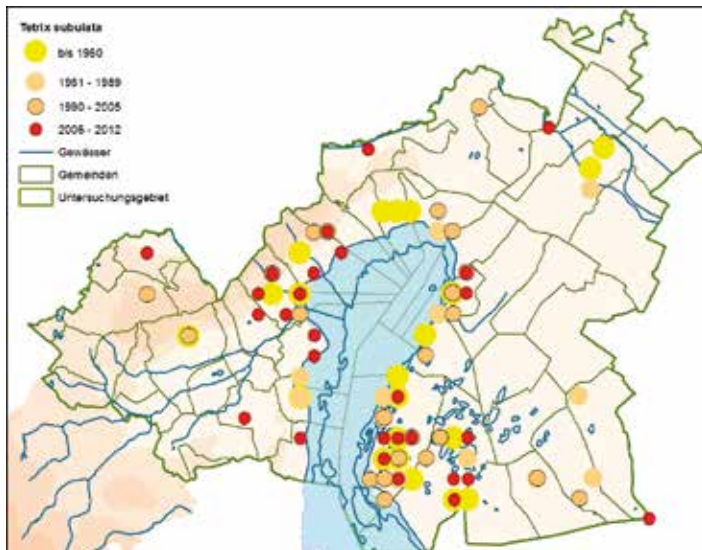 Tetrix subulata
bis 1960
1961 - 1989
1990 - 2005
2006 - 2012
Gewässer
Gemeinden
Untersuchungsgebiet